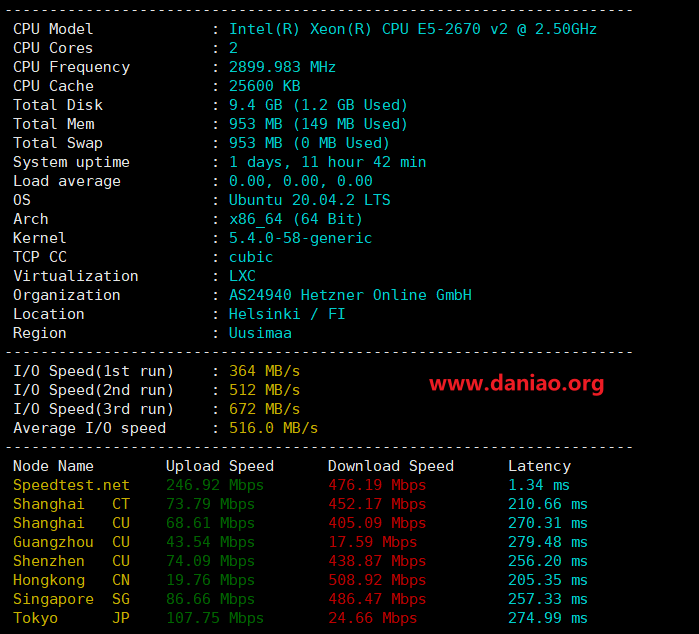 CPU Model : Intel(R) Xeon(R) CPU E5-2670 v2 @ 2.50GHz
CPU Cores : 2
CPU Frequency : 2899.983 MHz
CPU Cache : 25600 KB
Total Disk : 9.4 GB (1.2 GB Used)
Total Mem : 953 MB (149 MB Used)
Total Swap : 953 MB (0 MB Used)
System uptime : 1 days, 11 hour 42 min
Load average : 0.00, 0.00, 0.00
OS : Ubuntu 20.04.2 LTS
Arch : x86_64 (64 Bit)
Kernel : 5.4.0-58-generic
TCP CC : cubic
Virtualization : LXC
Organization : AS24940 Hetzner Online GmbH
Location : Helsinki / FI
Region : Uusimaa
I/O Speed(1st run) : 364 MB/s
www.daniao.org
I/O Speed(2nd run) : 512 MB/s
I/O Speed(3rd run) : 672 MB/s
Average I/O speed : 516.0 MB/s
Node Name Upload Speed Download Speed Latency
Speedtest.net 246.92 Mbps 476.19 Mbps 1.34 ms
Shanghai CT 73.79 Mbps 452.17 Mbps 210.66 ms
Shanghai CU 68.61 Mbps 405.09 Mbps 270.31 ms
Guangzhou CU 43.54 Mbps 17.59 Mbps 279.48 ms
Shenzhen CU 74.09 Mbps 438.87 Mbps 256.20 ms
Hongkong CN 19.76 Mbps 508.92 Mbps 205.35 ms
Singapore SG 86.66 Mbps 486.47 Mbps 257.33 ms
Tokyo JP 107.75 Mbps 24.66 Mbps 274.99 ms